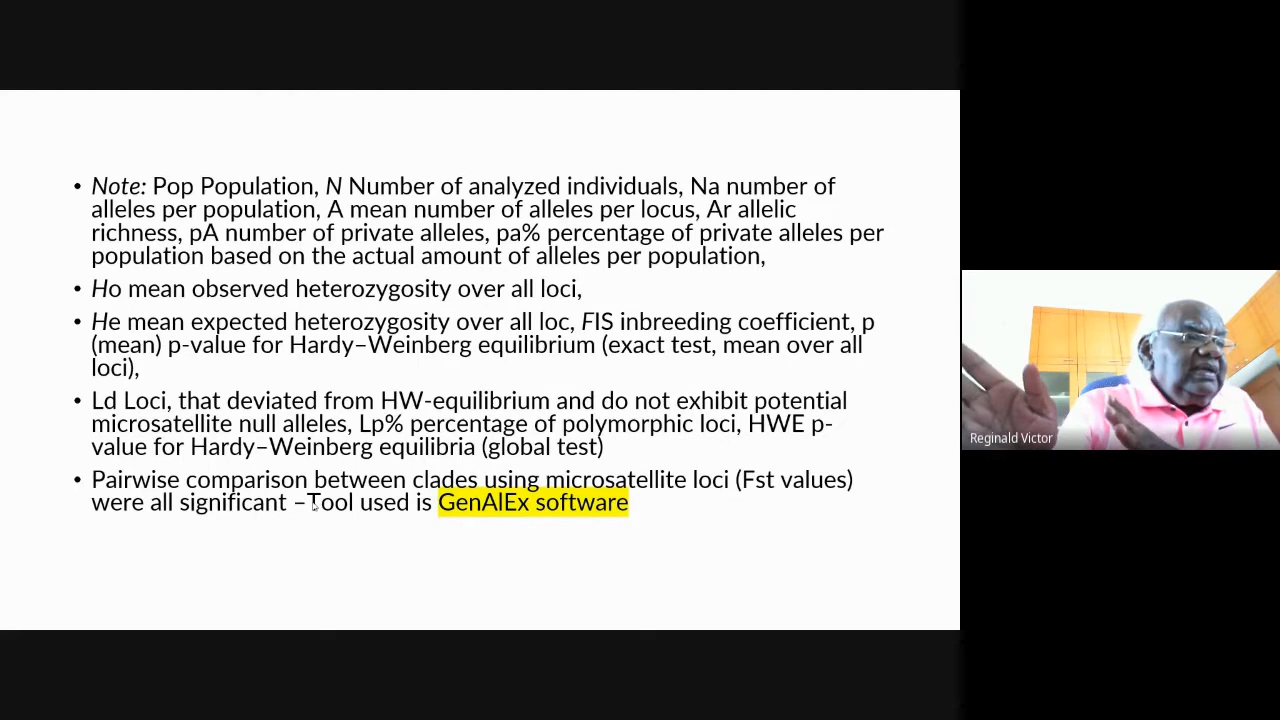 • Note: Pop Population, N Number of analyzed individuals, Na number of
alleles per population, A mean number of alleles per locus, Ar allelic
richness, pA number of private alleles, pa% percentage of private alleles per
population based on the actual amount of alleles per population,
• Ho mean observed heterozygosity over all loci,
• He mean expected heterozygosity over all loc, FIS inbreeding coefficient, p
(mean) p-value for Hardy–Weinberg equilibrium (exact test, mean over all
loci),
• Ld Loci, that deviated from HW-equilibrium and do not exhibit potential
microsatellite null alleles, Lp% percentage of polymorphic loci, HWE p-
value for Hardy–Weinberg equilibria (global test)
• Pairwise comparison between clades using microsatellite loci (Fst values)
were all significant –Tool used is GenAlEx software
Reginald Victor